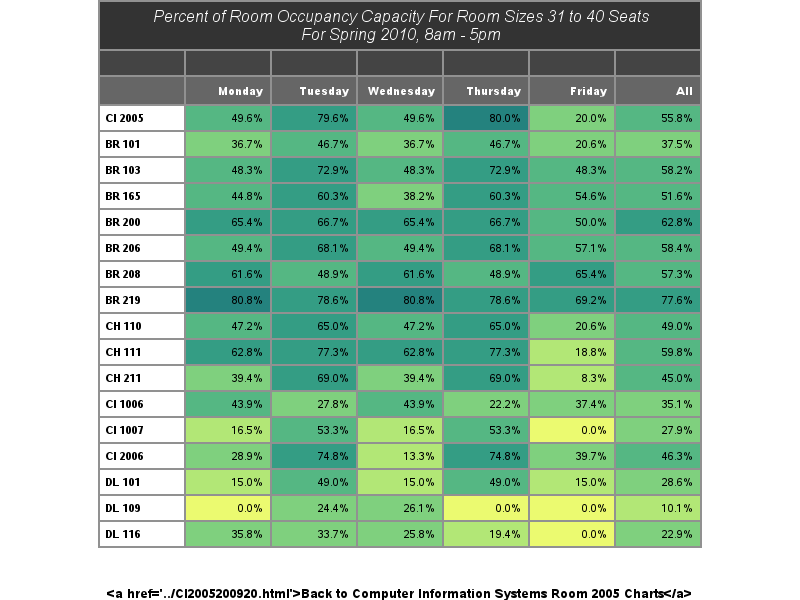 Percent of Room Occupancy Capacity For Room Sizes 31 to 40 Seats
For Spring 2010, 8am - 5pm
Monday Tuesday Wednesday Thursday Friday All
CI 2005 49.6% 79.6% 49.6% 80.0% 20.0% 55.8%
BR 101 36.7% 46.7% 36.7% 46.7% 20.6% 37.5%
BR 103 48.3% 72.9% 48.3% 72.9% 48.3% 58.2%
BR 165 44.8% 60.3% 38.2% 60.3% 54.6% 51.6%
BR 200 65.4% 66.7% 65.4% 66.7% 50.0% 62.8%
BR 206 49.4% 68.1% 49.4% 68.1% 57.1% 58.4%
BR 208 61.6% 48.9% 61.6% 48.9% 65.4% 57.3%
BR 219 80.8% 78.6% 80.8% 78.6% 69.2% 77.6%
CH 110 47.2% 65.0% 47.2% 65.0% 20.6% 49.0%
CH 111 62.8% 77.3% 62.8% 77.3% 18.8% 59.8%
CH 211 39.4% 69.0% 39.4% 69.0% 8.3% 45.0%
CI 1006 43.9% 27.8% 43.9% 22.2% 37.4% 35.1%
CI 1007 16.5% 53.3% 16.5% 53.3% 0.0% 27.9%
CI 2006 28.9% 74.8% 13.3% 74.8% 39.7% 46.3%
DL 101 15.0% 49.0% 15.0% 49.0% 15.0% 28.6%
DL 109 0.0% 24.4% 26.1% 0.0% 0.0% 10.1%
DL 116 35.8% 33.7% 25.8% 19.4% 0.0% 22.9%
&lt;a href='../CI2005200920.html'&gt;Back to Computer Information Systems Room 2005 Charts&lt;/a&gt;